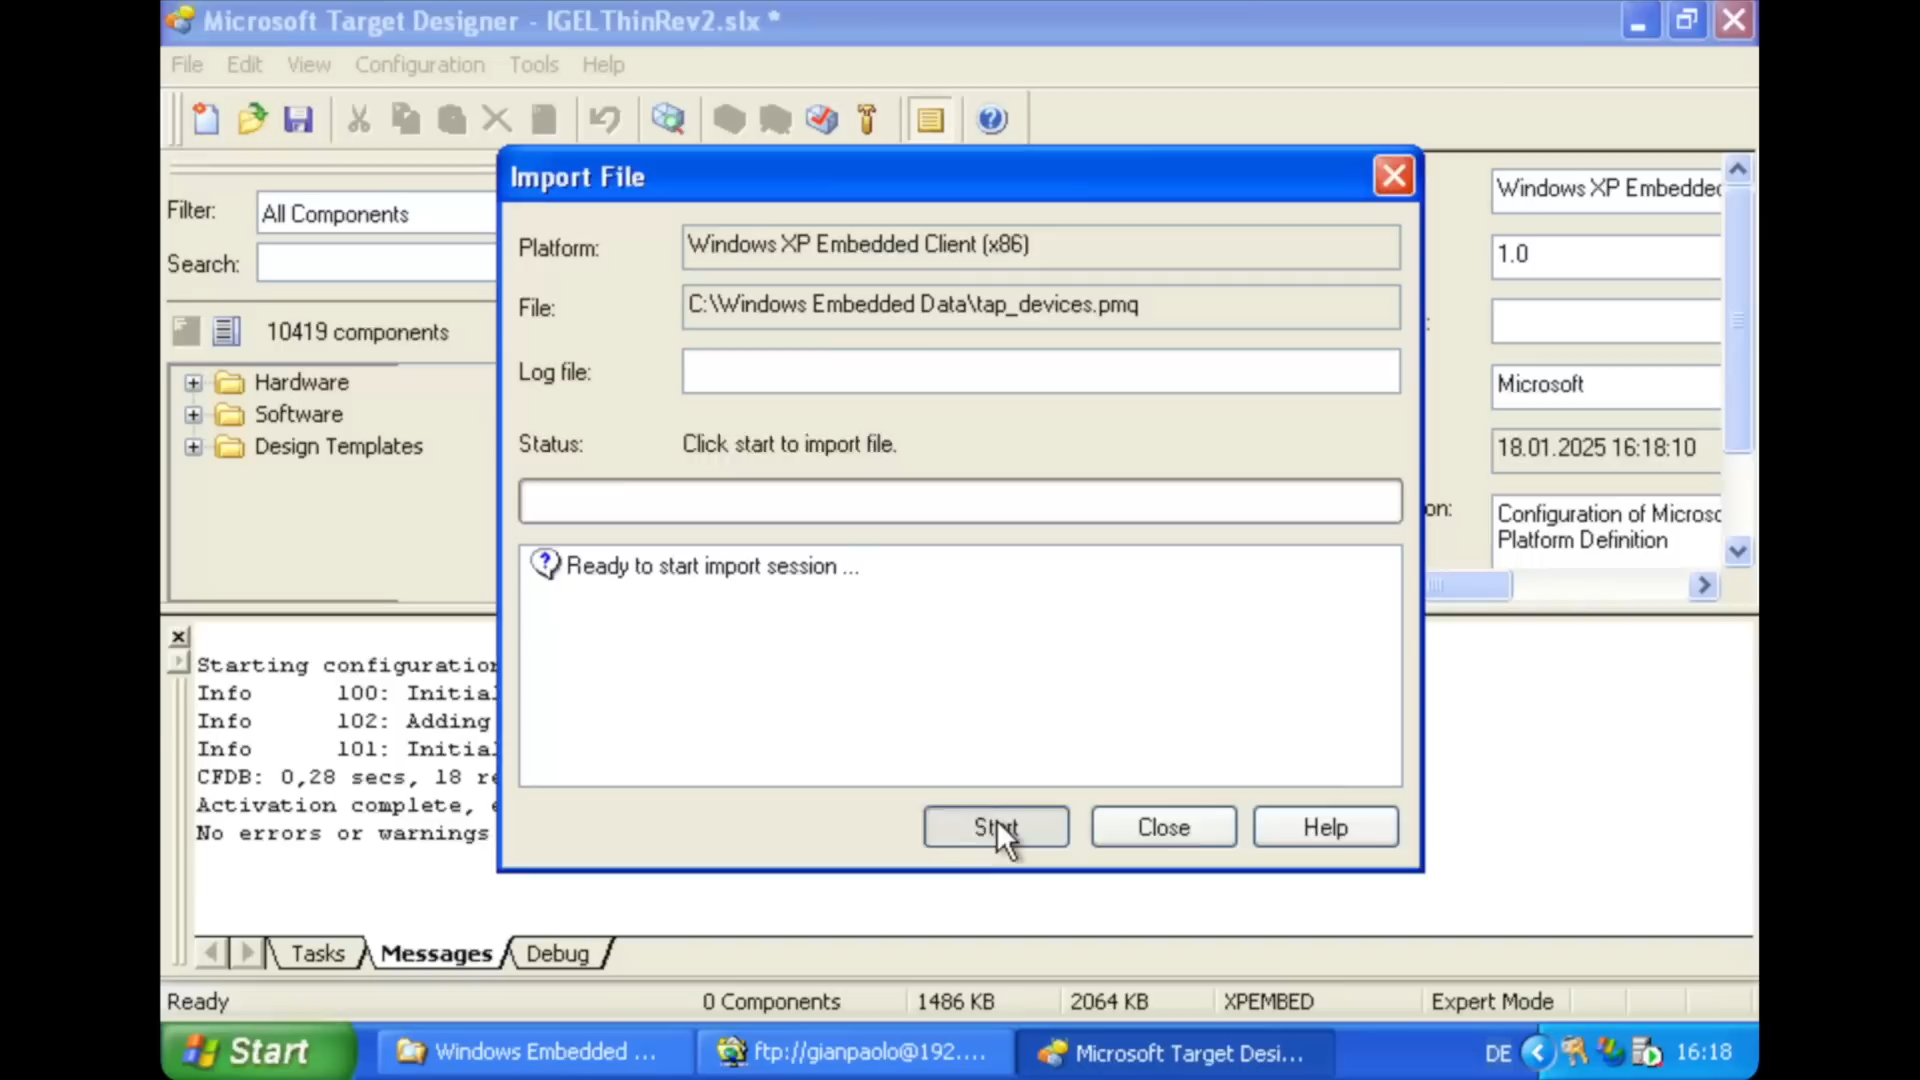 Microsoft Target Designer - IGELThinRev2.slx *
File Edit View Configuration Tools Help
Filter: All Components
Search:
10419 components
Hardware
Software
Design Templates
Import File
Platform: Windows XP Embedded Client (x86)
File: C:\Windows Embedded Data\tap_devices.pmq
Log file:
Status: Click start to import file.
Ready to start import session ...
Start Close Help
Windows XP Embedded
1.0
:
Microsoft
18.01.2025 16:18:10
on: Configuration of Microso
Platform Definition
Starting configuration
Info 100: Initial
Info 102: Adding
Info 101: Initial
CFDB: 0,28 secs, 18 re
Activation complete, e
No errors or warnings
Tasks Messages Debug
Ready 0 Components 1486 KB 2064 KB XPEMBED Expert Mode
Start Windows Embedded ... ftp://gianpaolo@192.... Microsoft Target Desi... DE 16:18